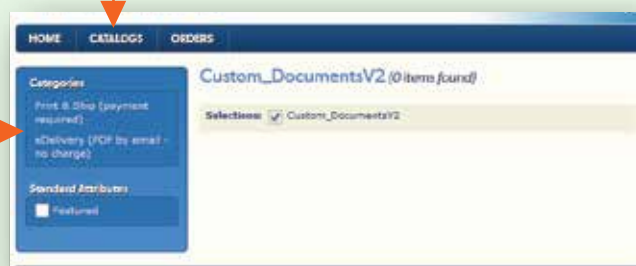 HOME CATALOGS ORDERS
Categories
Print & Ship (payment
required)
eDelivery (PDF by email -
no charge)
Standard Attributes
Featured
Custom_DocumentsV2 (0 items found)
Selections: Custom_DocumentsV2